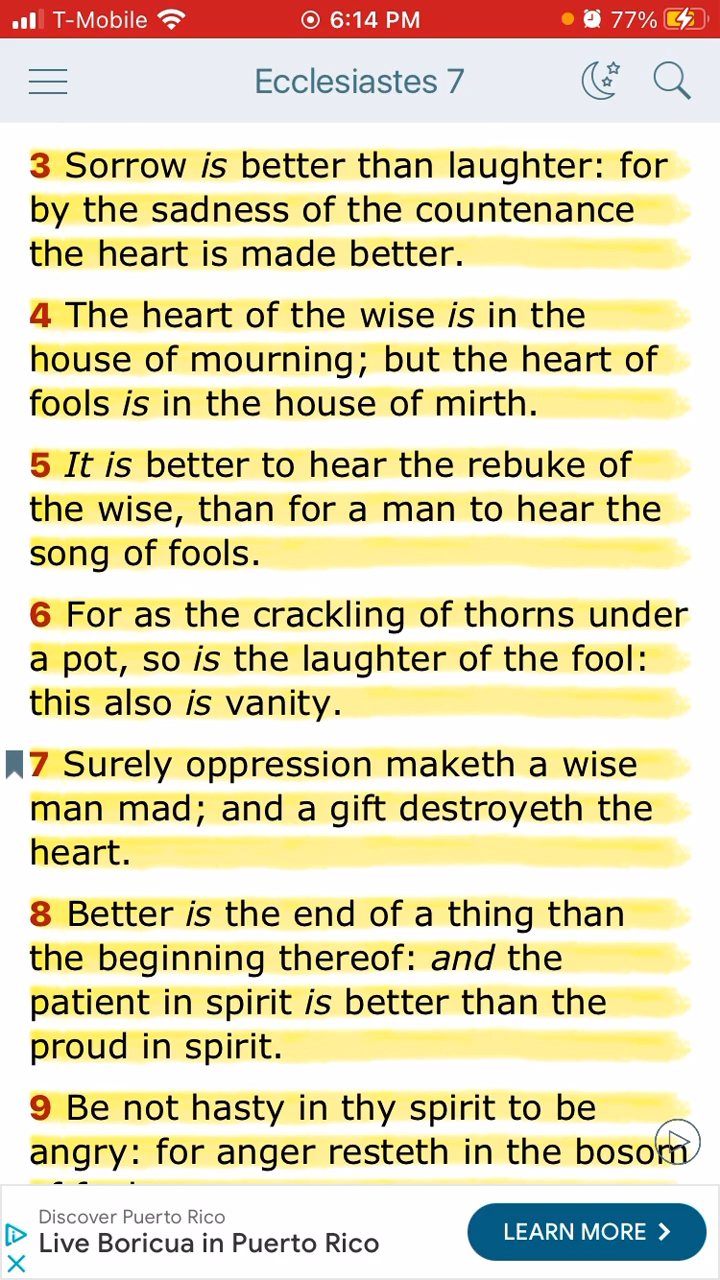 T-Mobile 6:14 PM 77%
Ecclesiastes 7
3 Sorrow is better than laughter: for
by the sadness of the countenance
the heart is made better.
4 The heart of the wise is in the
house of mourning; but the heart of
fools is in the house of mirth.
5 It is better to hear the rebuke of
the wise, than for a man to hear the
song of fools.
6 For as the crackling of thorns under
a pot, so is the laughter of the fool:
this also is vanity.
7 Surely oppression maketh a wise
man mad; and a gift destroyeth the
heart.
8 Better is the end of a thing than
the beginning thereof: and the
patient in spirit is better than the
proud in spirit.
9 Be not hasty in thy spirit to be
angry: for anger resteth in the bosom
Discover Puerto Rico
Live Boricua in Puerto Rico
LEARN MORE